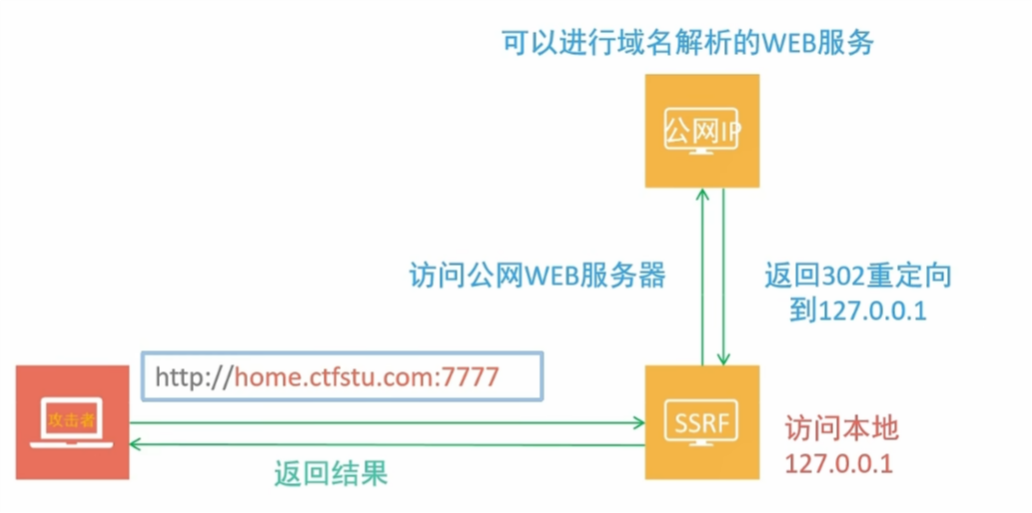 可以进行域名解析的WEB服务
公网IP
访问公网WEB服务器
返回302重定向
到127.0.0.1
http://home.ctfstu.com:7777
攻击者
SSRF
访问本地
127.0.0.1
返回结果